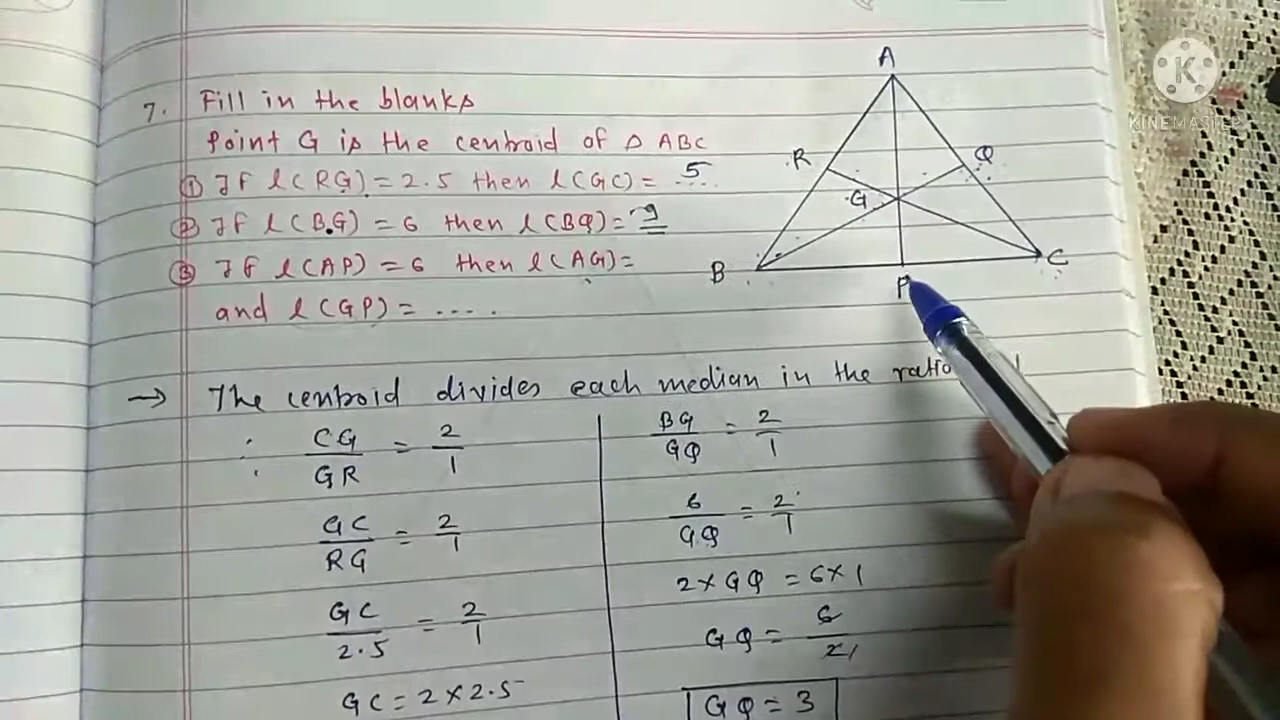 7. Fill in the blanks
Point G is the centroid of Δ ABC
① If l(RG) = 2.5 then l(GC) = 5
② If l(BG) = 6 then l(BQ) = 9
③ If l(AP) = 6 then l(AG) =
and l(GP) = ....
A
R
Q
G
B
C
P
K
KINEMASTER
→ The centroid divides each median in the ratio
∴ CG/GR = 2/1
GC/RG = 2/1
GC/2.5 = 2/1
GC = 2 × 2.5
BG/GQ = 2/1
6/GQ = 2/1
2 × GQ = 6 × 1
GQ = 6/2
GQ = 3